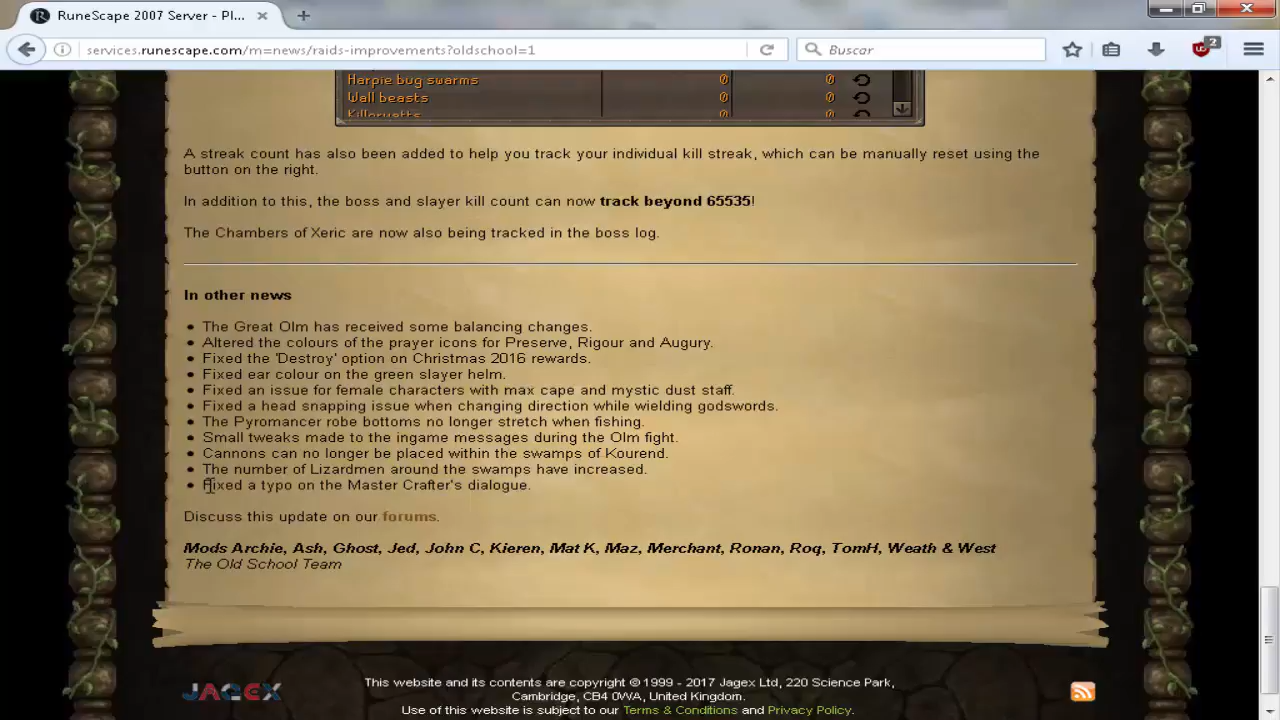 RuneScape 2007 Server - Pl...
services.runescape.com/m=news/raids-improvements?oldschool=1
Buscar
2
Harpie bug swarms 0 0
Wall beasts 0 0
Killerwatts 0 0
A streak count has also been added to help you track your individual kill streak, which can be manually reset using the
button on the right.
In addition to this, the boss and slayer kill count can now track beyond 65535!
The Chambers of Xeric are now also being tracked in the boss log.
In other news
The Great Olm has received some balancing changes.
Altered the colours of the prayer icons for Preserve, Rigour and Augury.
Fixed the 'Destroy' option on Christmas 2016 rewards.
Fixed ear colour on the green slayer helm.
Fixed an issue for female characters with max cape and mystic dust staff.
Fixed a head snapping issue when changing direction while wielding godswords.
The Pyromancer robe bottoms no longer stretch when fishing.
Small tweaks made to the ingame messages during the Olm fight.
Cannons can no longer be placed within the swamps of Kourend.
The number of Lizardmen around the swamps have increased.
Fixed a typo on the Master Crafter's dialogue.
Discuss this update on our forums.
Mods Archie, Ash, Ghost, Jed, John C, Kieren, Mat K, Maz, Merchant, Ronan, Roq, TomH, Weath & West
The Old School Team
JAGEX
This website and its contents are copyright © 1999 - 2017 Jagex Ltd, 220 Science Park,
Cambridge, CB4 0WA, United Kingdom.
Use of this website is subject to our Terms & Conditions and Privacy Policy.